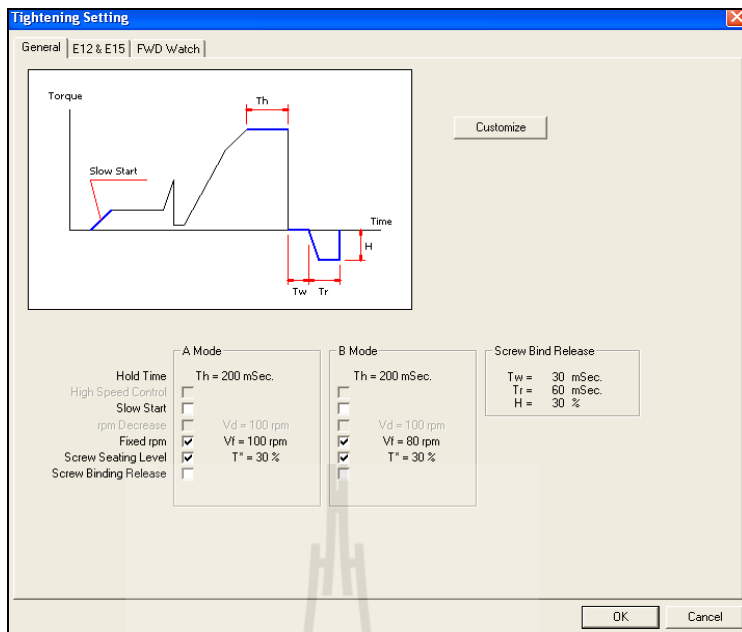 Tightening Setting
General E12 & E15 FWD Watch
Torque
Th
Slow Start
Time
H
Tw Tr
Customize
A Mode B Mode Screw Bind Release
Hold Time Th = 200 mSec. Th = 200 mSec. Tw = 30 mSec.
High Speed Control Tr = 60 mSec.
Slow Start H = 30 %
rpm Decrease Vd = 100 rpm Vd = 100 rpm
Fixed rpm Vf = 100 rpm Vf = 80 rpm
Screw Seating Level T* = 30 % T* = 30 %
Screw Binding Release
OK Cancel